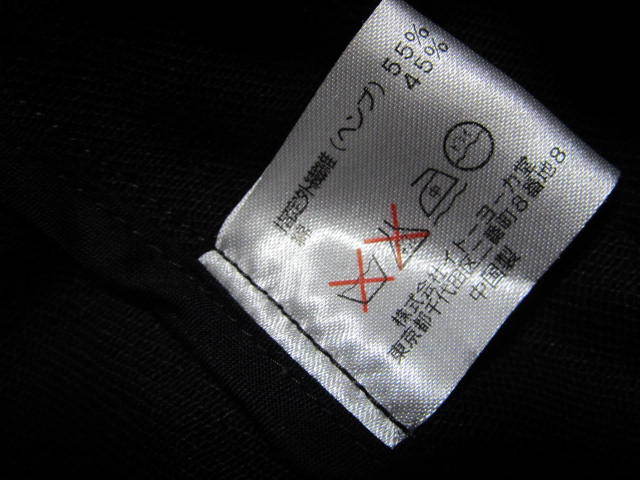 指定外繊維(ヘンプ) 55%
45%
中
株式会社イトーヨーカ堂
東京都千代田区二番町8番地8
中国製